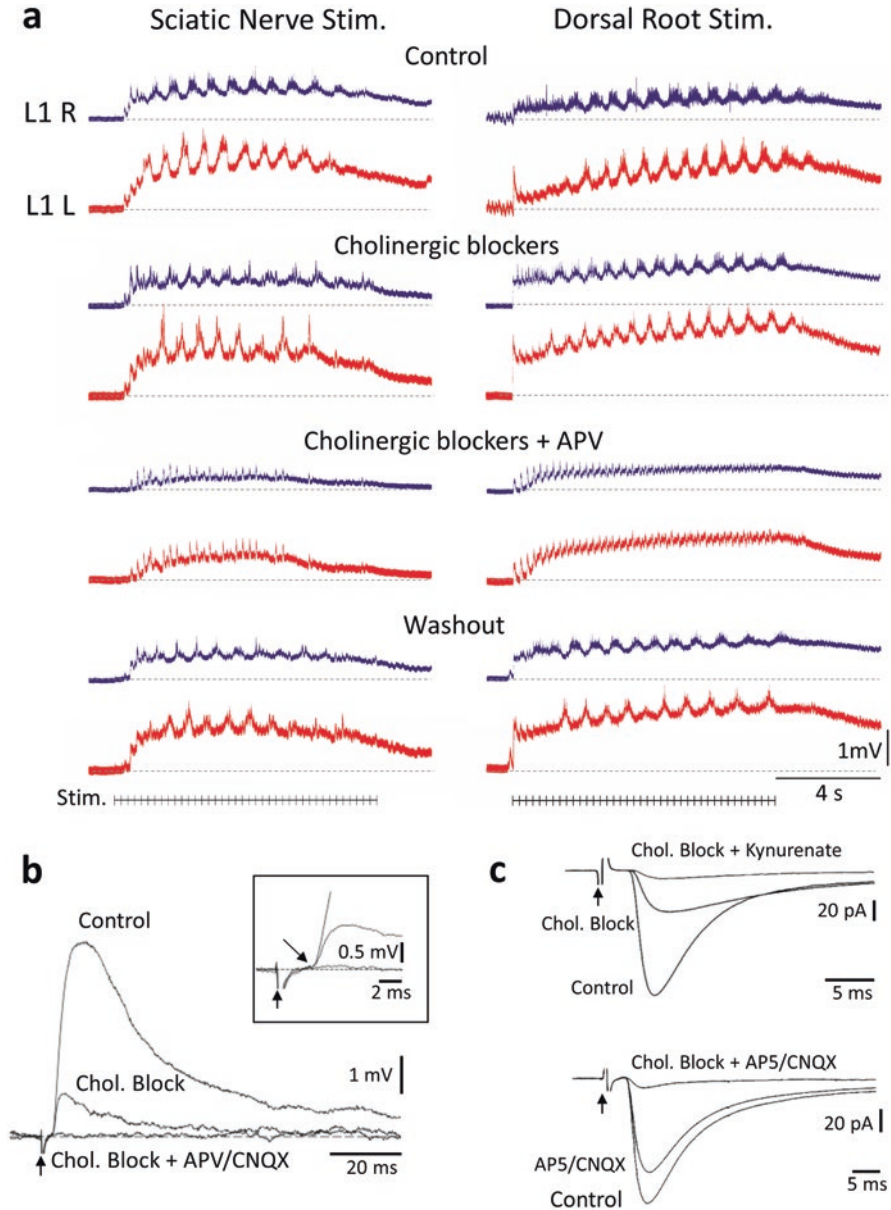 a
Sciatic Nerve Stim. Dorsal Root Stim.
Control
L1 R
L1 L
Cholinergic blockers
Cholinergic blockers + APV
Washout
1mV
4 s
Stim.
b
Control
0.5 mV
2 ms
Chol. Block
1 mV
Chol. Block + APV/CNQX
20 ms
c
Chol. Block + Kynurenate
Chol. Block
20 pA
Control
5 ms
Chol. Block + AP5/CNQX
20 pA
AP5/CNQX
Control
5 ms